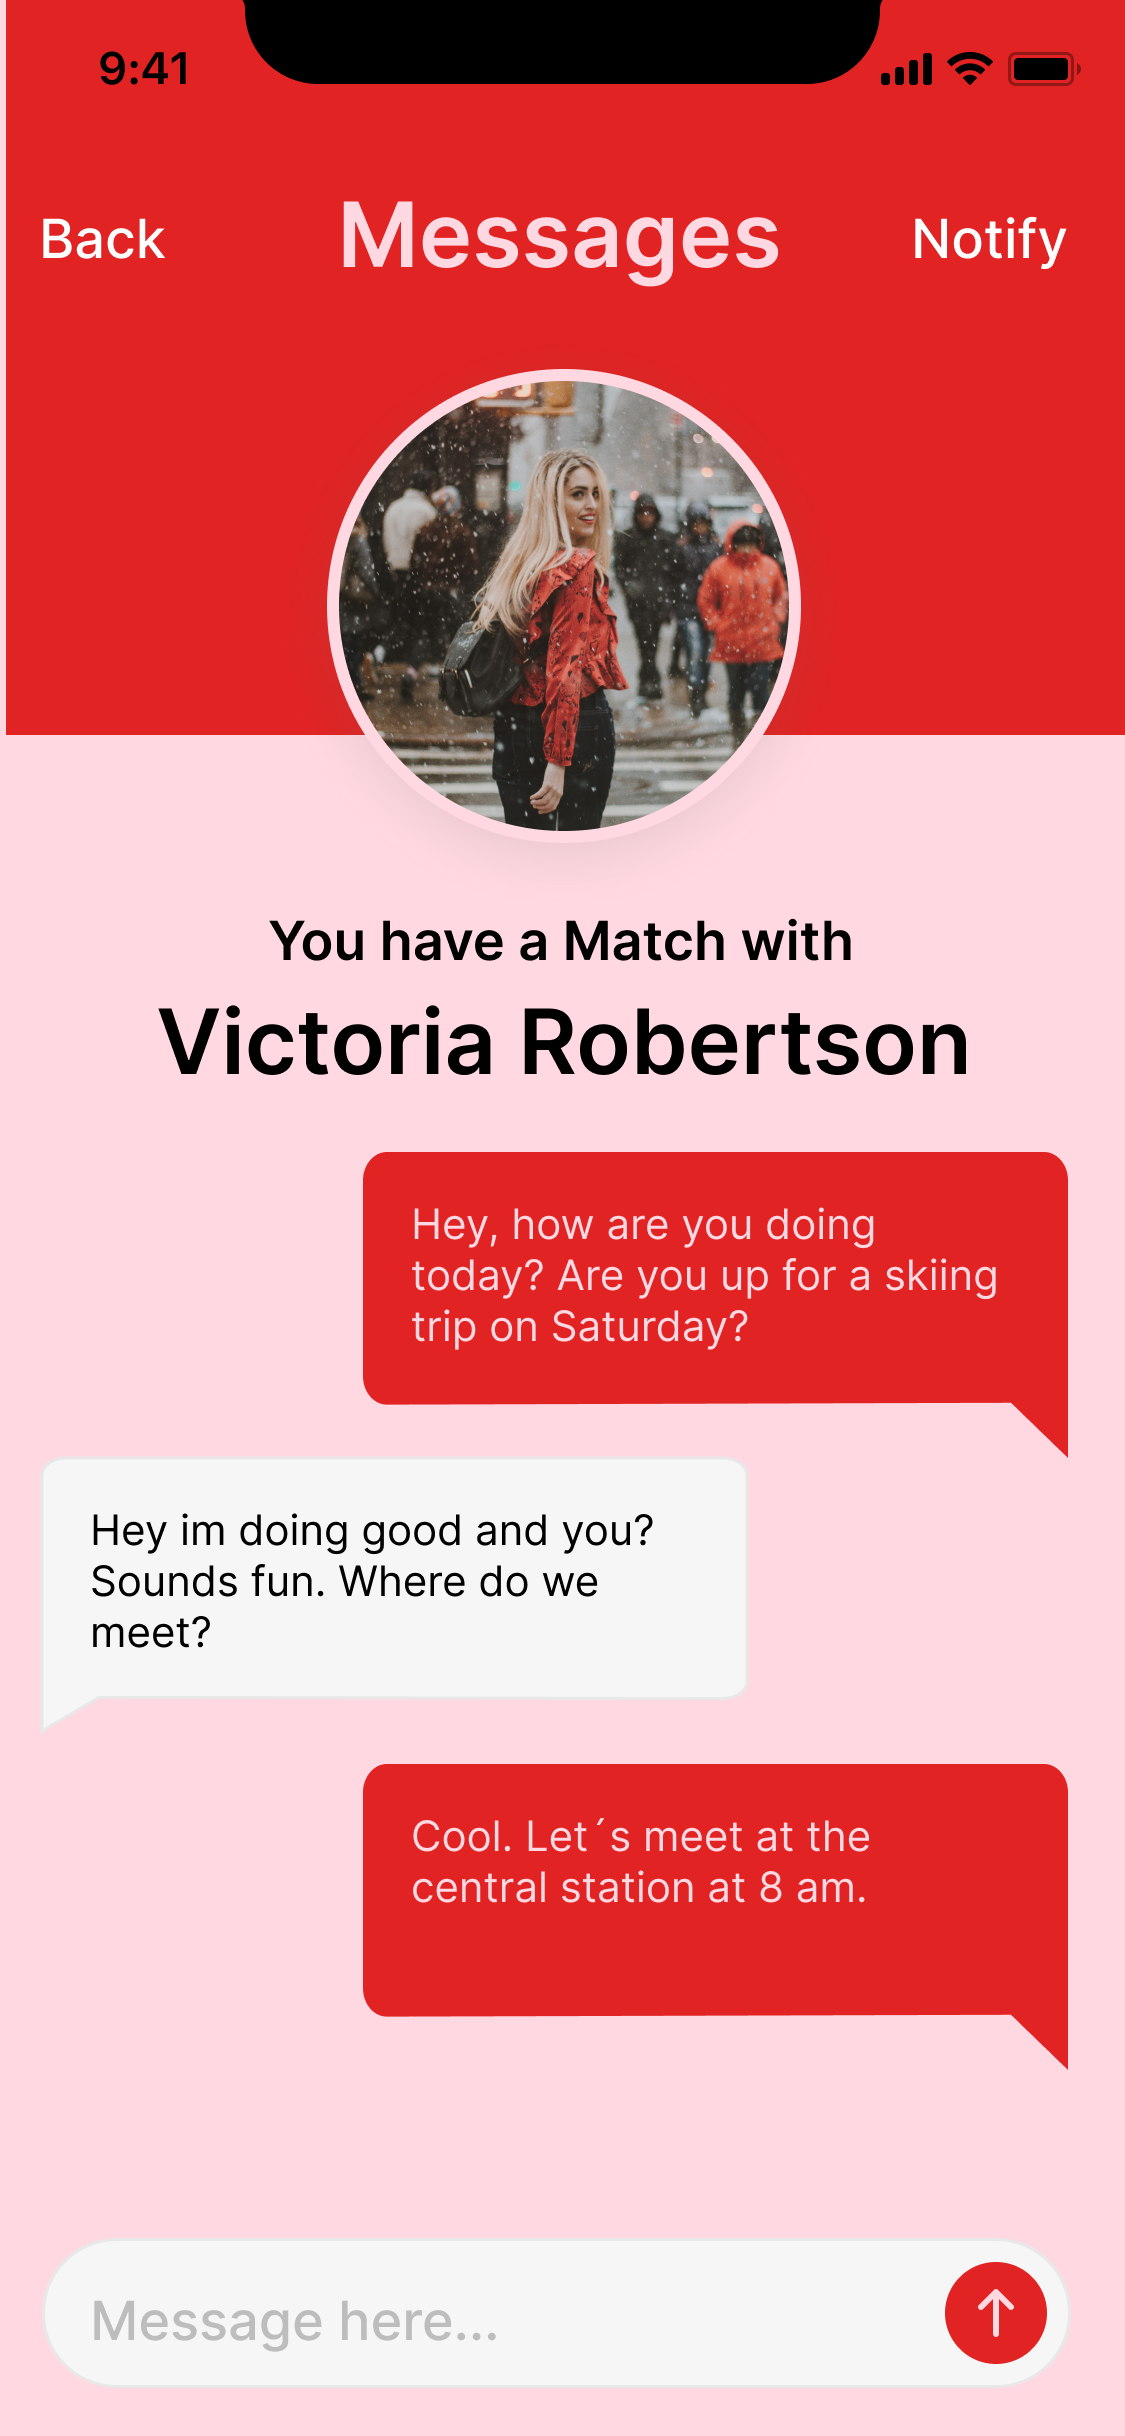 9:41
Back
Messages
Notify
You have a Match with
Victoria Robertson
Hey, how are you doing
today? Are you up for a skiing
trip on Saturday?
Hey im doing good and you?
Sounds fun. Where do we
meet?
Cool. Let´s meet at the
central station at 8 am.
Message here...